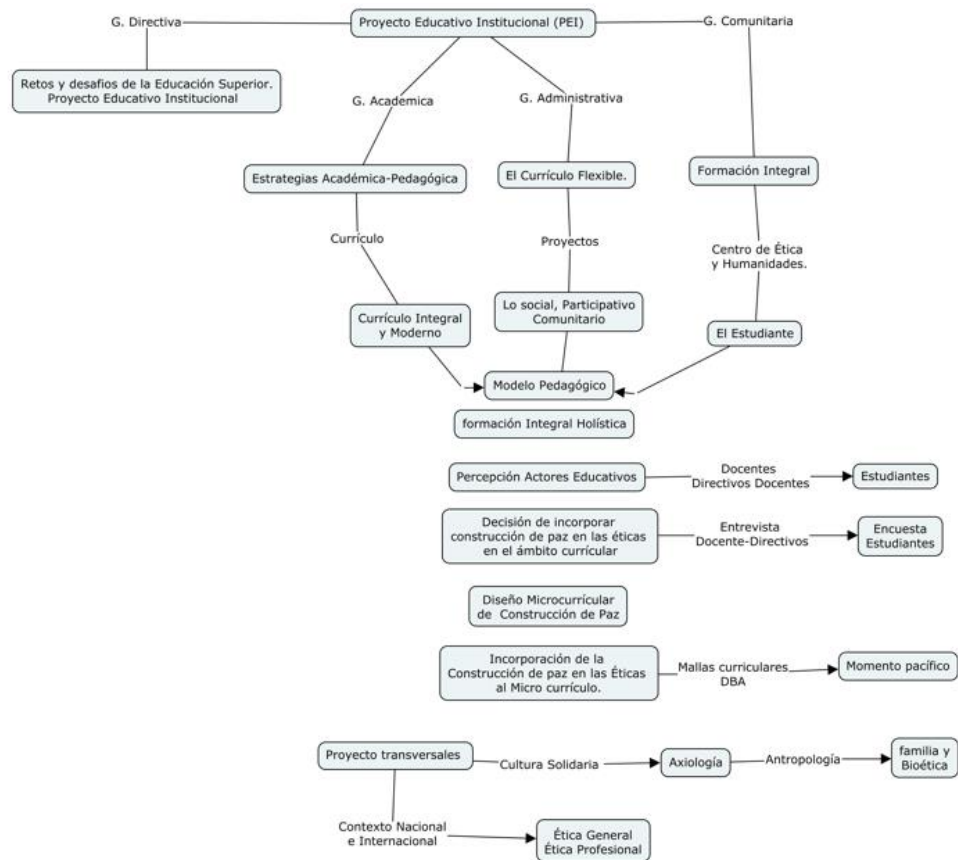 G. Directiva
Proyecto Educativo Institucional (PEI)
G. Comunitaria
Retos y desafios de la Educación Superior.
Proyecto Educativo Institucional
G. Academica
G. Administrativa
Estrategias Académica-Pedagógica
El Currículo Flexible.
Formación Integral
Currículo
Proyectos
Centro de Ética
y Humanidades.
Currículo Integral
y Moderno
Lo social, Participativo
Comunitario
El Estudiante
Modelo Pedagógico
formación Integral Holística
Percepción Actores Educativos
Docentes
Directivos Docentes
Estudiantes
Decisión de incorporar
construcción de paz en las éticas
en el ámbito currícular
Entrevista
Docente-Directivos
Encuesta
Estudiantes
Diseño Microcurrícular
de Construcción de Paz
Incorporación de la
Construcción de paz en las Éticas
al Micro currículo.
Mallas curriculares
DBA
Momento pacífico
Proyecto transversales
Cultura Solidaria
Axiología
Antropología
familia y
Bioética
Contexto Nacional
e Internacional
Ética General
Ética Profesional